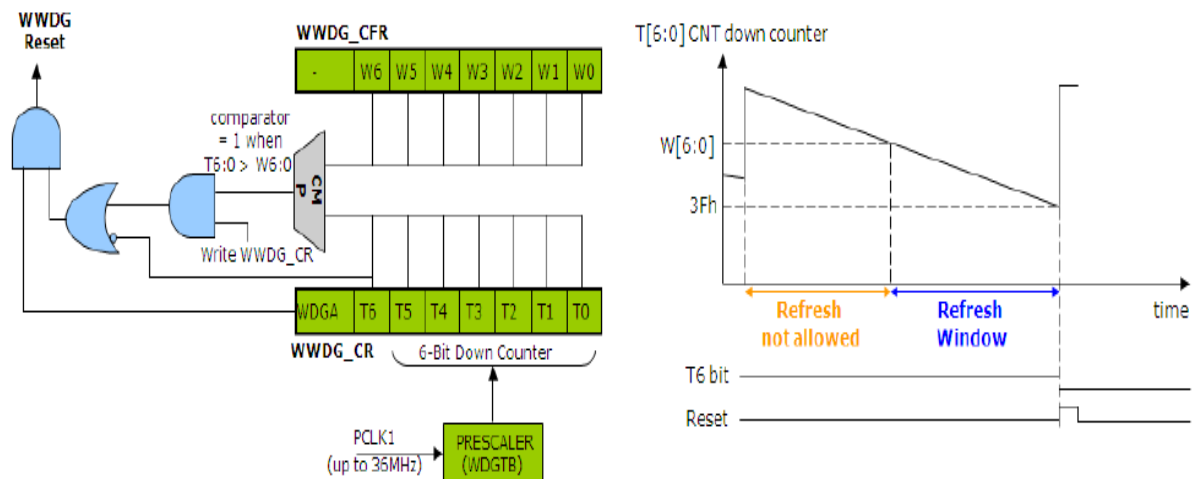 WWDG
Reset
WWDG_CFR
- W6 W5 W4 W3 W2 W1 W0
comparator
= 1 when
T6:0 > W6:0
CM
P
Write WWDG_CR
WDGA T6 T5 T4 T3 T2 T1 T0
WWDG_CR
6-Bit Down Counter
PCLK1
(up to 36MHz)
PRESCALER
(WDGTB)
T[6:0] CNT down counter
W[6:0]
3Fh
time
Refresh
not allowed
Refresh
Window
T6 bit
Reset